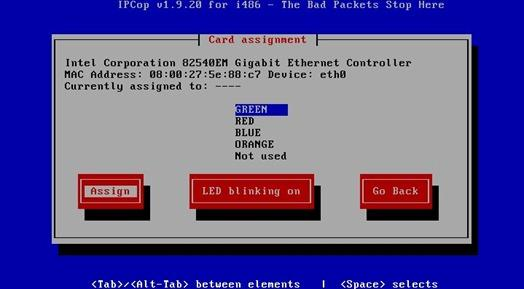 IPCop v1.9.20 for i486 - The Bad Packets Stop Here
Card assignment
Intel Corporation 82540EM Gigabit Ethernet Controller
MAC Address: 08:00:27:5e:88:c7 Device: eth0
Currently assigned to: ----
GREEN
RED
BLUE
ORANGE
Not used
Assign LED blinking on Go Back
<Tab>/<Alt-Tab> between elements | <Space> selects